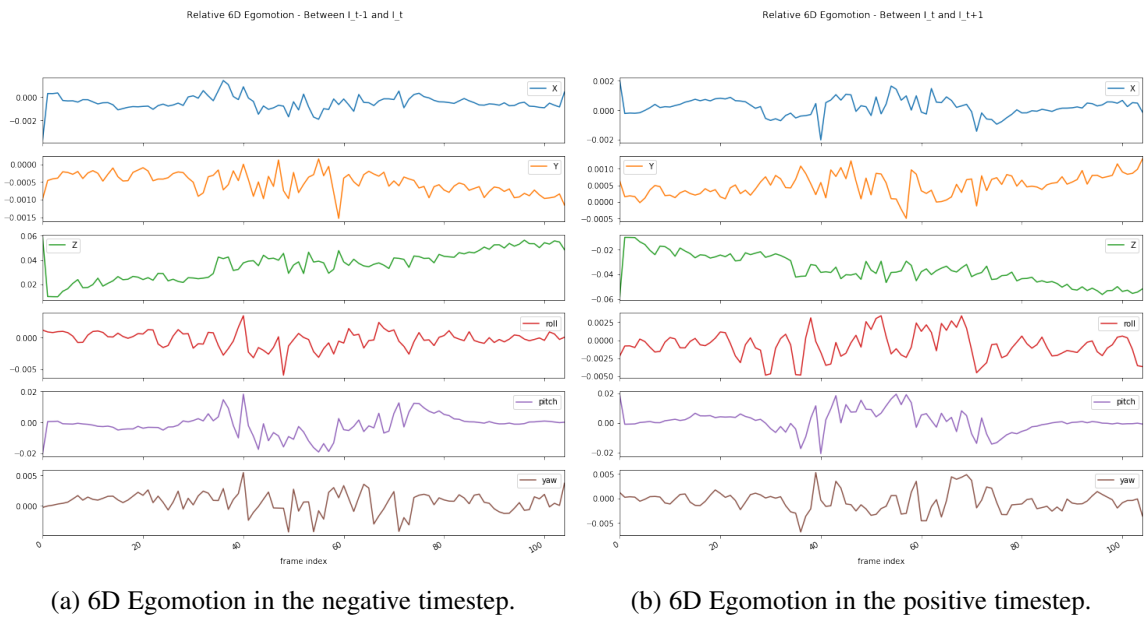 Relative 6D Egomotion - Between I_t-1 and I_t
0.000
−0.002
X
0.0000
−0.0005
−0.0010
−0.0015
Y
0.06
0.04
0.02
Z
0.000
−0.005
roll
0.02
0.00
−0.02
pitch
0.005
0.000
yaw
0 20 40 60 80 100
frame index
(a) 6D Egomotion in the negative timestep.
Relative 6D Egomotion - Between I_t and I_t+1
0.002
0.000
−0.002
X
0.0010
0.0005
0.0000
−0.0005
Y
−0.02
−0.04
−0.06
Z
0.0025
0.0000
−0.0025
−0.0050
roll
0.02
0.00
−0.02
pitch
0.005
0.000
−0.005
yaw
0 20 40 60 80 100
frame index
(b) 6D Egomotion in the positive timestep.